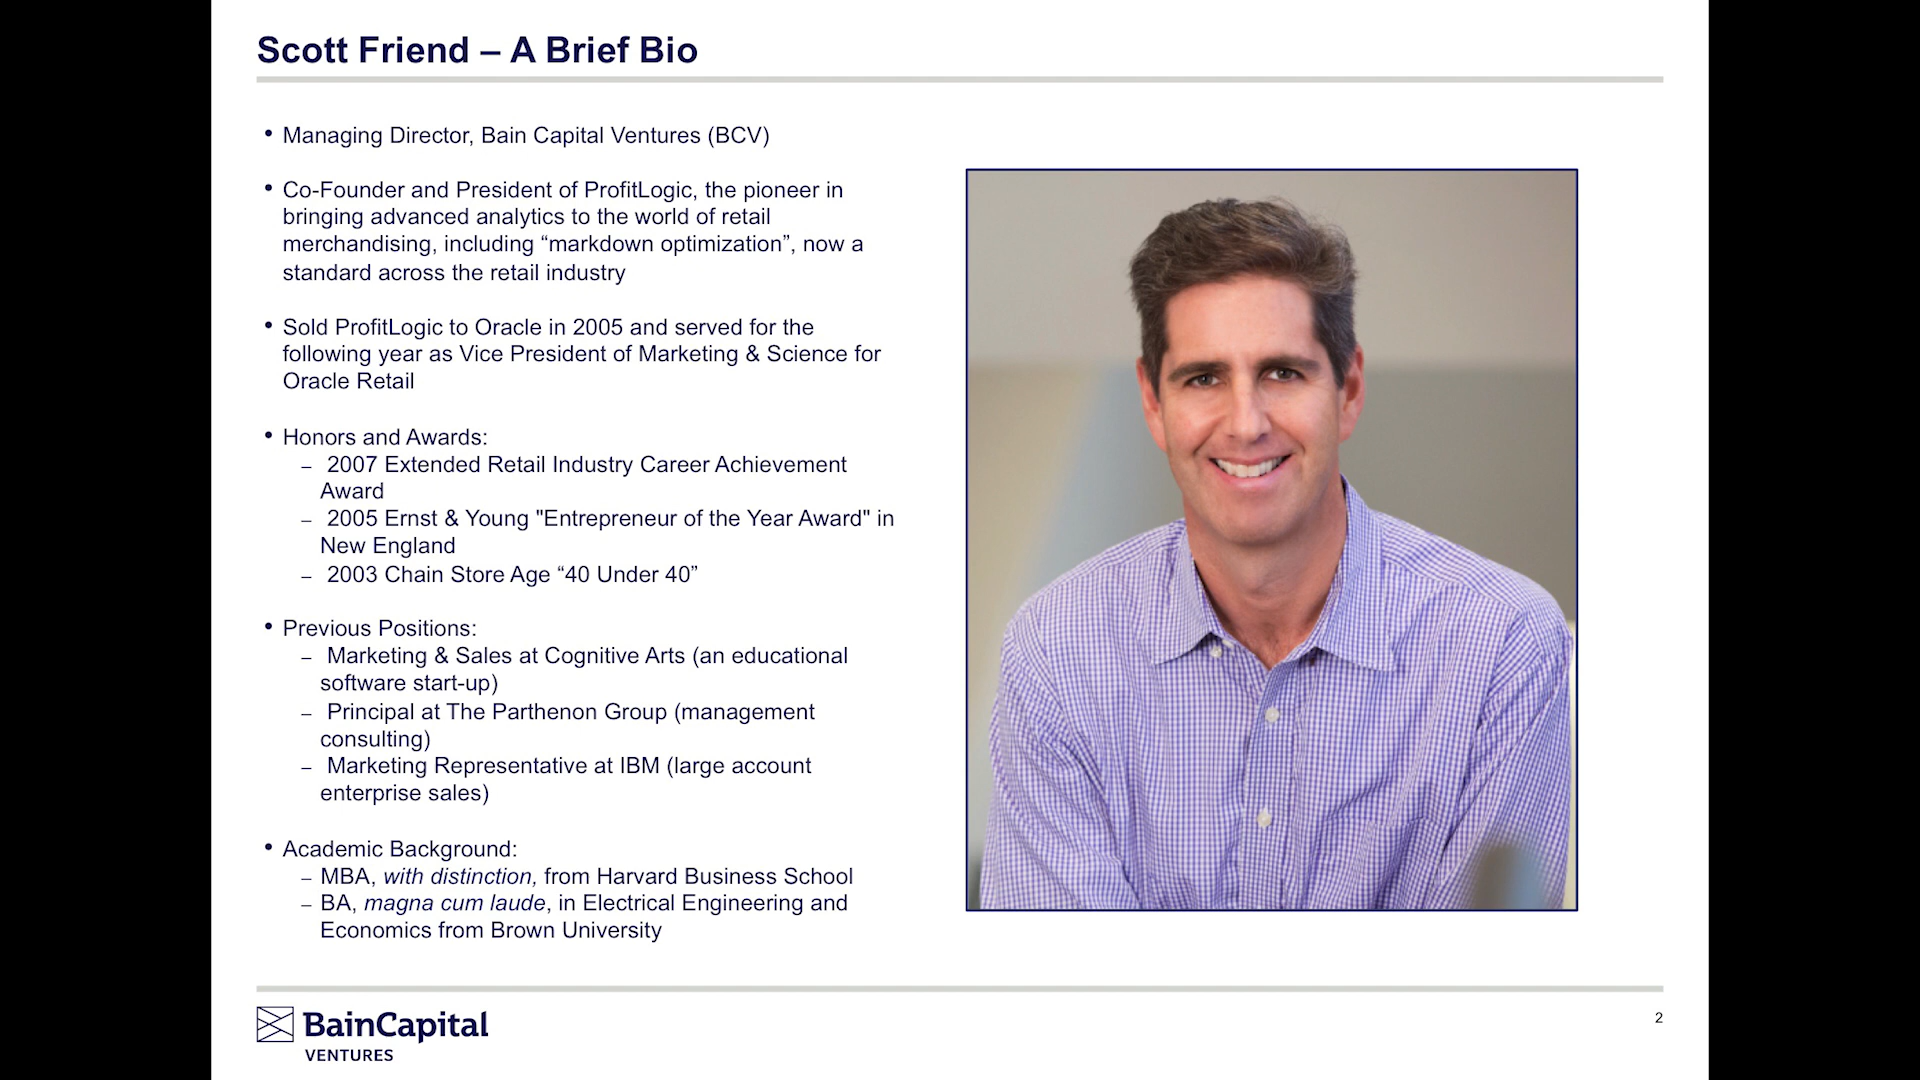 Scott Friend – A Brief Bio
• Managing Director, Bain Capital Ventures (BCV)
• Co-Founder and President of ProfitLogic, the pioneer in
bringing advanced analytics to the world of retail
merchandising, including “markdown optimization”, now a
standard across the retail industry
• Sold ProfitLogic to Oracle in 2005 and served for the
following year as Vice President of Marketing & Science for
Oracle Retail
• Honors and Awards:
– 2007 Extended Retail Industry Career Achievement
Award
– 2005 Ernst & Young "Entrepreneur of the Year Award" in
New England
– 2003 Chain Store Age “40 Under 40”
• Previous Positions:
– Marketing & Sales at Cognitive Arts (an educational
software start-up)
– Principal at The Parthenon Group (management
consulting)
– Marketing Representative at IBM (large account
enterprise sales)
• Academic Background:
– MBA, with distinction, from Harvard Business School
– BA, magna cum laude, in Electrical Engineering and
Economics from Brown University
BainCapital
VENTURES
2